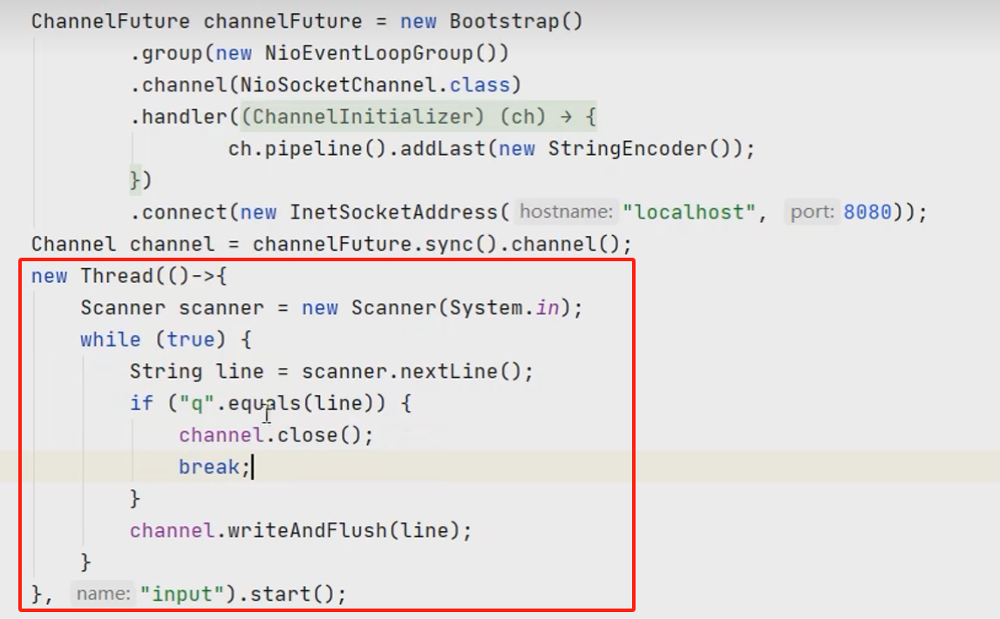 ChannelFuture channelFuture = new Bootstrap()
.group(new NioEventLoopGroup())
.channel(NioSocketChannel.class)
.handler((ChannelInitializer) (ch) → {
ch.pipeline().addLast(new StringEncoder());
})
.connect(new InetSocketAddress( hostname: "localhost", port: 8080));
Channel channel = channelFuture.sync().channel();
new Thread(()->{
Scanner scanner = new Scanner(System.in);
while (true) {
String line = scanner.nextLine();
if ("q".equals(line)) {
channel.close();
break;
}
channel.writeAndFlush(line);
}
}, name: "input").start();